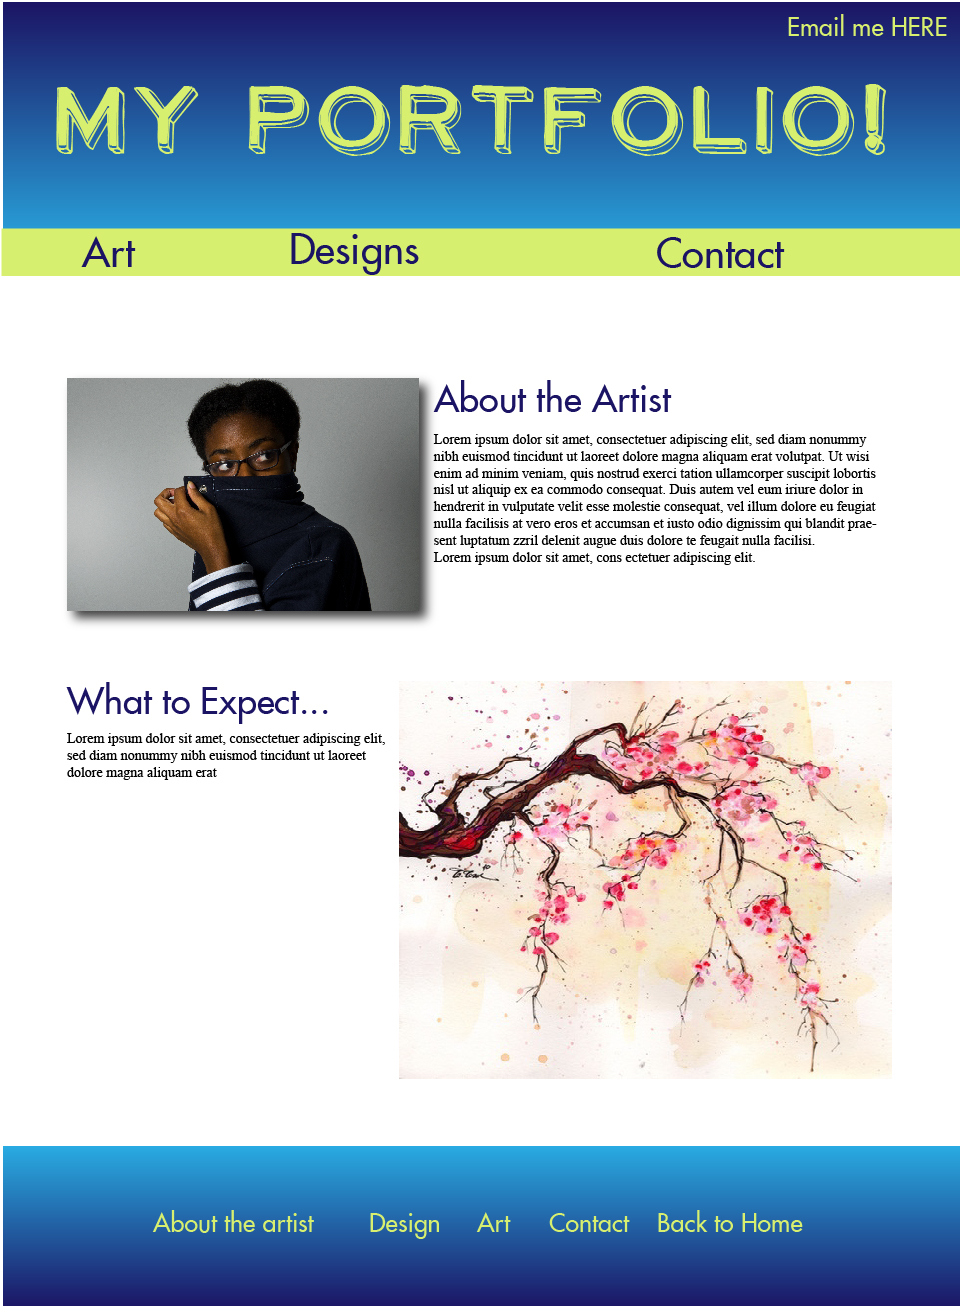 Email me HERE
MY PORTFOLIO!
Art Designs Contact
About the Artist
Lorem ipsum dolor sit amet, consectetuer adipiscing elit, sed diam nonummy
nibh euismod tincidunt ut laoreet dolore magna aliquam erat volutpat. Ut wisi
enim ad minim veniam, quis nostrud exerci tation ullamcorper suscipit lobortis
nisl ut aliquip ex ea commodo consequat. Duis autem vel eum iriure dolor in
hendrerit in vulputate velit esse molestie consequat, vel illum dolore eu feugiat
nulla facilisis at vero eros et accumsan et iusto odio dignissim qui blandit prae-
sent luptatum zzril delenit augue duis dolore te feugait nulla facilisi.
Lorem ipsum dolor sit amet, cons ectetuer adipiscing elit.
What to Expect...
Lorem ipsum dolor sit amet, consectetuer adipiscing elit,
sed diam nonummy nibh euismod tincidunt ut laoreet
dolore magna aliquam erat
About the artist Design Art Contact Back to Home